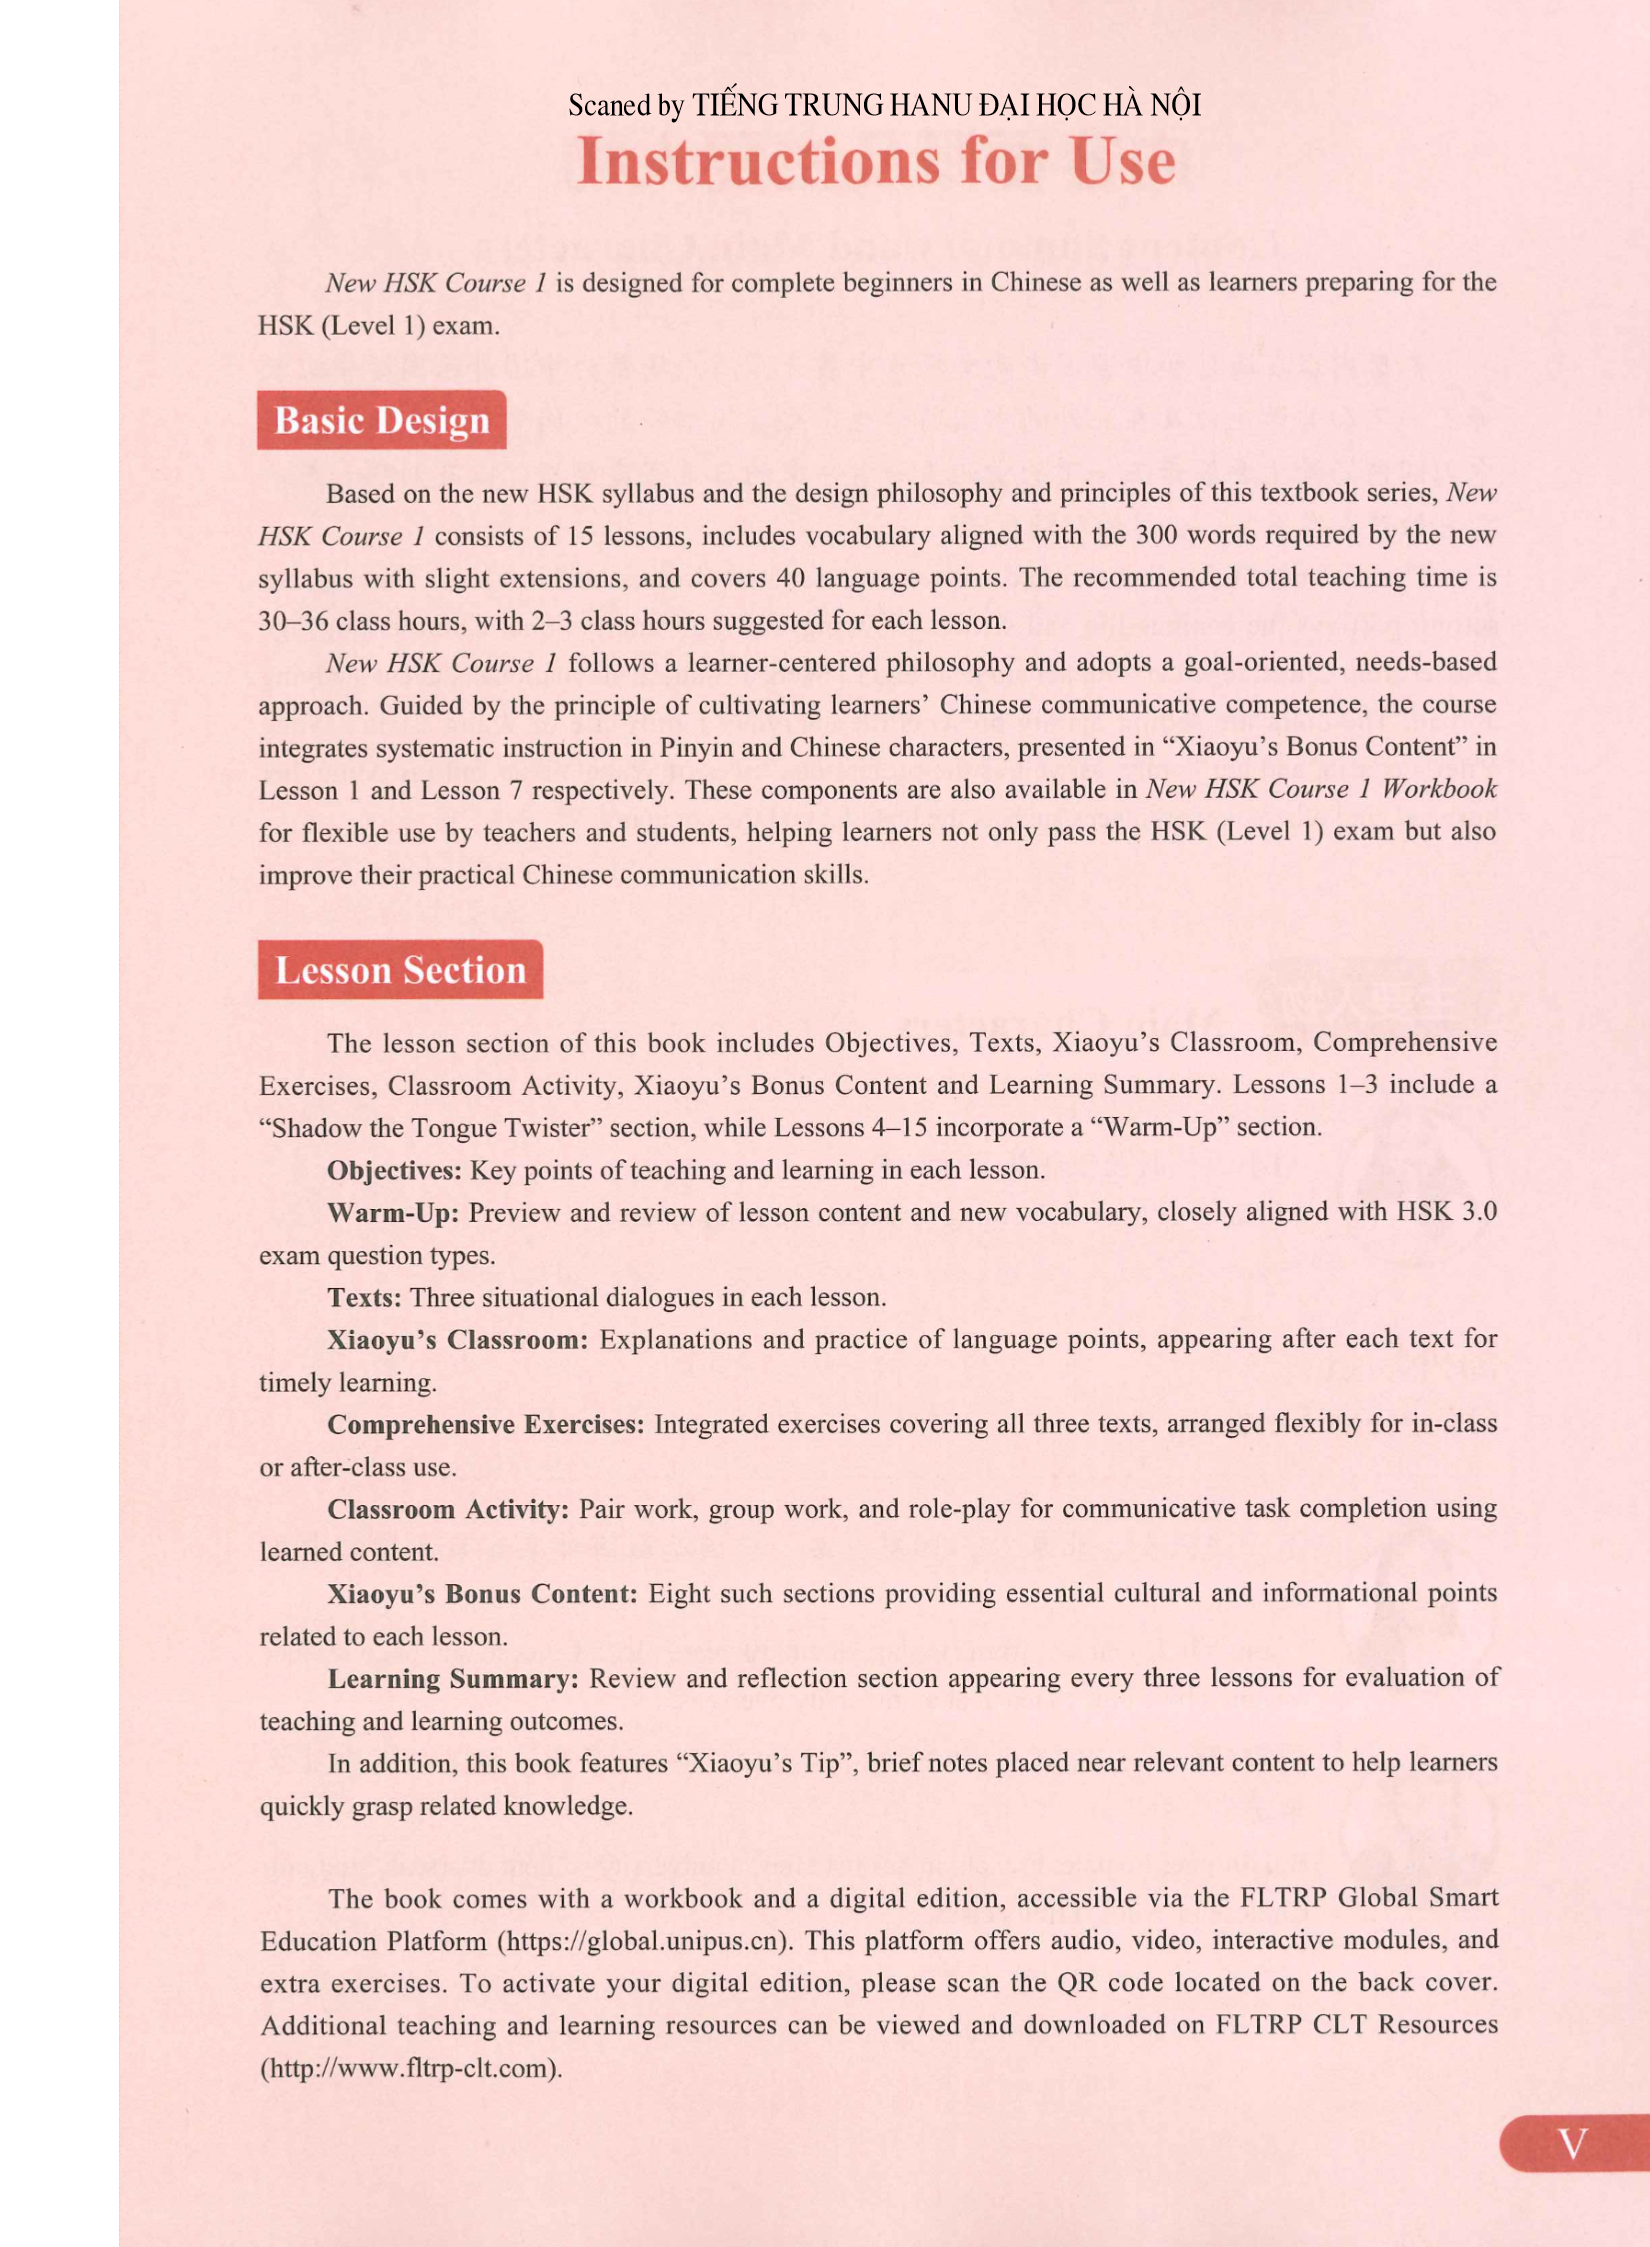 Scaned by TIẾNG TRUNG HANU ĐẠI HỌC HÀ NỘI
Instructions for Use
New HSK Course 1 is designed for complete beginners in Chinese as well as learners preparing for the
HSK (Level 1) exam.
Basic Design
Based on the new HSK syllabus and the design philosophy and principles of this textbook series, New
HSK Course 1 consists of 15 lessons, includes vocabulary aligned with the 300 words required by the new
syllabus with slight extensions, and covers 40 language points. The recommended total teaching time is
30–36 class hours, with 2–3 class hours suggested for each lesson.
New HSK Course 1 follows a learner-centered philosophy and adopts a goal-oriented, needs-based
approach. Guided by the principle of cultivating learners’ Chinese communicative competence, the course
integrates systematic instruction in Pinyin and Chinese characters, presented in “Xiaoyu’s Bonus Content” in
Lesson 1 and Lesson 7 respectively. These components are also available in New HSK Course 1 Workbook
for flexible use by teachers and students, helping learners not only pass the HSK (Level 1) exam but also
improve their practical Chinese communication skills.
Lesson Section
The lesson section of this book includes Objectives, Texts, Xiaoyu’s Classroom, Comprehensive
Exercises, Classroom Activity, Xiaoyu’s Bonus Content and Learning Summary. Lessons 1–3 include a
“Shadow the Tongue Twister” section, while Lessons 4–15 incorporate a “Warm-Up” section.
Objectives: Key points of teaching and learning in each lesson.
Warm-Up: Preview and review of lesson content and new vocabulary, closely aligned with HSK 3.0
exam question types.
Texts: Three situational dialogues in each lesson.
Xiaoyu’s Classroom: Explanations and practice of language points, appearing after each text for
timely learning.
Comprehensive Exercises: Integrated exercises covering all three texts, arranged flexibly for in-class
or after-class use.
Classroom Activity: Pair work, group work, and role-play for communicative task completion using
learned content.
Xiaoyu’s Bonus Content: Eight such sections providing essential cultural and informational points
related to each lesson.
Learning Summary: Review and reflection section appearing every three lessons for evaluation of
teaching and learning outcomes.
In addition, this book features “Xiaoyu’s Tip”, brief notes placed near relevant content to help learners
quickly grasp related knowledge.
The book comes with a workbook and a digital edition, accessible via the FLTRP Global Smart
Education Platform (https://global.unipus.cn). This platform offers audio, video, interactive modules, and
extra exercises. To activate your digital edition, please scan the QR code located on the back cover.
Additional teaching and learning resources can be viewed and downloaded on FLTRP CLT Resources
(http://www.fltrp-clt.com).
V